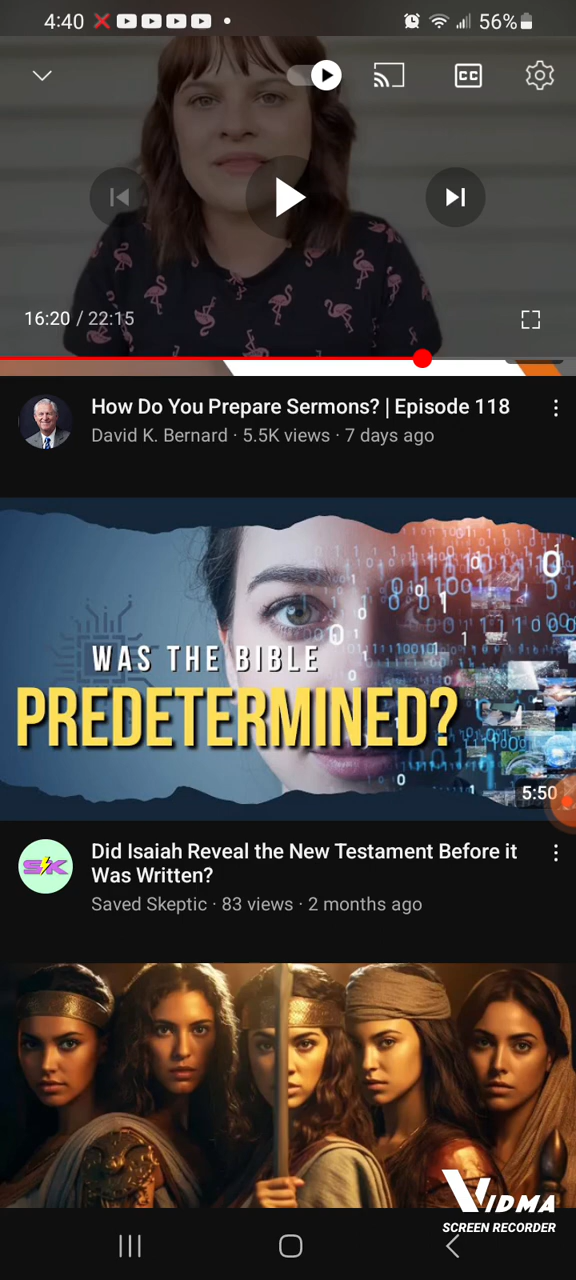 4:40
56%
CC
16:20 / 22:15
How Do You Prepare Sermons? | Episode 118
David K. Bernard · 5.5K views · 7 days ago
WAS THE BIBLE
PREDETERMINED?
5:50
SK
Did Isaiah Reveal the New Testament Before it
Was Written?
Saved Skeptic · 83 views · 2 months ago
VIDMA
SCREEN RECORDER